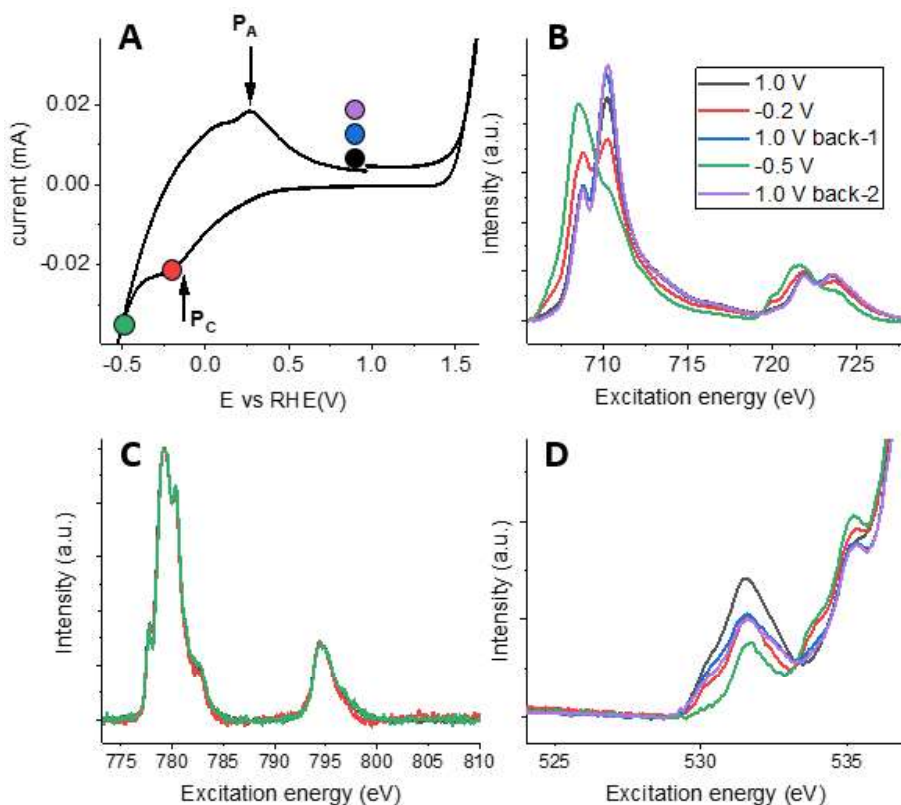 A
P_A
P_C
0.02
0.00
-0.02
current (mA)
-0.5
0.0
0.5
1.0
1.5
E vs RHE(V)
B
1.0 V
-0.2 V
1.0 V back-1
-0.5 V
1.0 V back-2
intensity (a.u.)
710
715
720
725
Excitation energy (eV)
C
Intensity (a.u.)
775
780
785
790
795
800
805
810
Excitation energy (eV)
D
Intensity (a.u.)
525
530
535
Excitation energy (eV)